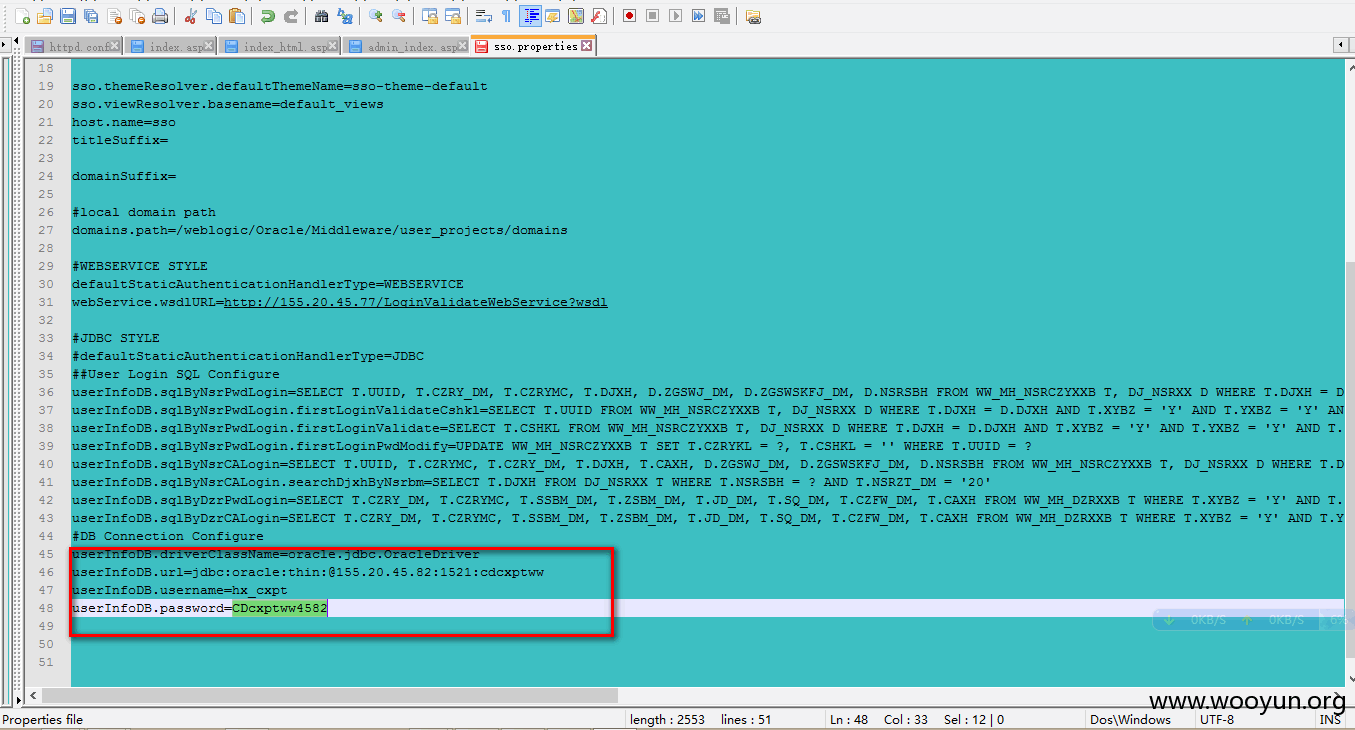 httpd.conf
index.asp
index_html.asp
admin_index.asp
sso.properties
18
19 sso.themeResolver.defaultThemeName=sso-theme-default
20 sso.viewResolver.basename=default_views
21 host.name=sso
22 titleSuffix=
23
24 domainSuffix=
25
26 #local domain path
27 domains.path=/weblogic/Oracle/Middleware/user_projects/domains
28
29 #WEBSERVICE STYLE
30 defaultStaticAuthenticationHandlerType=WEBSERVICE
31 webService.wsdlURL=http://155.20.45.77/LoginValidateWebService?wsdl
32
33 #JDBC STYLE
34 #defaultStaticAuthenticationHandlerType=JDBC
35 ##User Login SQL Configure
36 userInfoDB.sqlByNsrPwdLogin=SELECT T.UUID, T.CZRY_DM, T.CZRYMC, T.DJXH, D.ZGSWJ_DM, D.ZGSWSKFJ_DM, D.NSRSBH FROM WW_MH_NSRCZYXXB T, DJ_NSRXX D WHERE T.DJXH = D
37 userInfoDB.sqlByNsrPwdLogin.firstLoginValidateCshkl=SELECT T.UUID FROM WW_MH_NSRCZYXXB T, DJ_NSRXX D WHERE T.DJXH = D.DJXH AND T.XYBZ = 'Y' AND T.YXBZ = 'Y' AN
38 userInfoDB.sqlByNsrPwdLogin.firstLoginValidate=SELECT T.CSHKL FROM WW_MH_NSRCZYXXB T, DJ_NSRXX D WHERE T.DJXH = D.DJXH AND T.XYBZ = 'Y' AND T.YXBZ = 'Y' AND T.
39 userInfoDB.sqlByNsrPwdLogin.firstLoginPwdModify=UPDATE WW_MH_NSRCZYXXB T SET T.CZRYKL = ?, T.CSHKL = '' WHERE T.UUID = ?
40 userInfoDB.sqlByNsrCALogin=SELECT T.UUID, T.CZRYMC, T.CZRY_DM, T.DJXH, T.CAXH, D.ZGSWJ_DM, D.ZGSWSKFJ_DM, D.NSRSBH FROM WW_MH_NSRCZYXXB T, DJ_NSRXX D WHERE T.D
41 userInfoDB.sqlByNsrCALogin.searchDjxhByNsrbm=SELECT T.DJXH FROM DJ_NSRXX T WHERE T.NSRSBH = ? AND T.NSRZT_DM = '20'
42 userInfoDB.sqlByDzrPwdLogin=SELECT T.CZRY_DM, T.CZRYMC, T.SSBM_DM, T.ZSBM_DM, T.JD_DM, T.SQ_DM, T.CZFW_DM, T.CAXH FROM WW_MH_DZRXXB T WHERE T.XYBZ = 'Y' AND T.
43 userInfoDB.sqlByDzrCALogin=SELECT T.CZRY_DM, T.CZRYMC, T.SSBM_DM, T.ZSBM_DM, T.JD_DM, T.SQ_DM, T.CZFW_DM, T.CAXH FROM WW_MH_DZRXXB T WHERE T.XYBZ = 'Y' AND T.Y
44 #DB Connection Configure
45 userInfoDB.driverClassName=oracle.jdbc.OracleDriver
46 userInfoDB.url=jdbc:oracle:thin:@155.20.45.82:1521:cdcxptww
47 userInfoDB.username=hx_cxpt
48 userInfoDB.password=CDcxptww4582
49
50
51
0KB/S 0KB/S 6%
www.wooyun.org
Properties file length : 2553 lines : 51 Ln : 48 Col : 33 Sel : 12 | 0 Dos\Windows UTF-8 INS